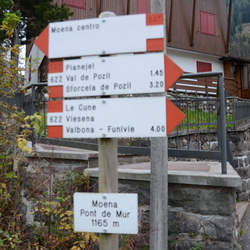 Moena centro
Planejel
622 Val de Pozil 1.45
Sforcela de Pozil 3.20
Le Cune
622 Viesena
Valbona - Funivie 4.00
Moena
Pont de Mur
1165 m